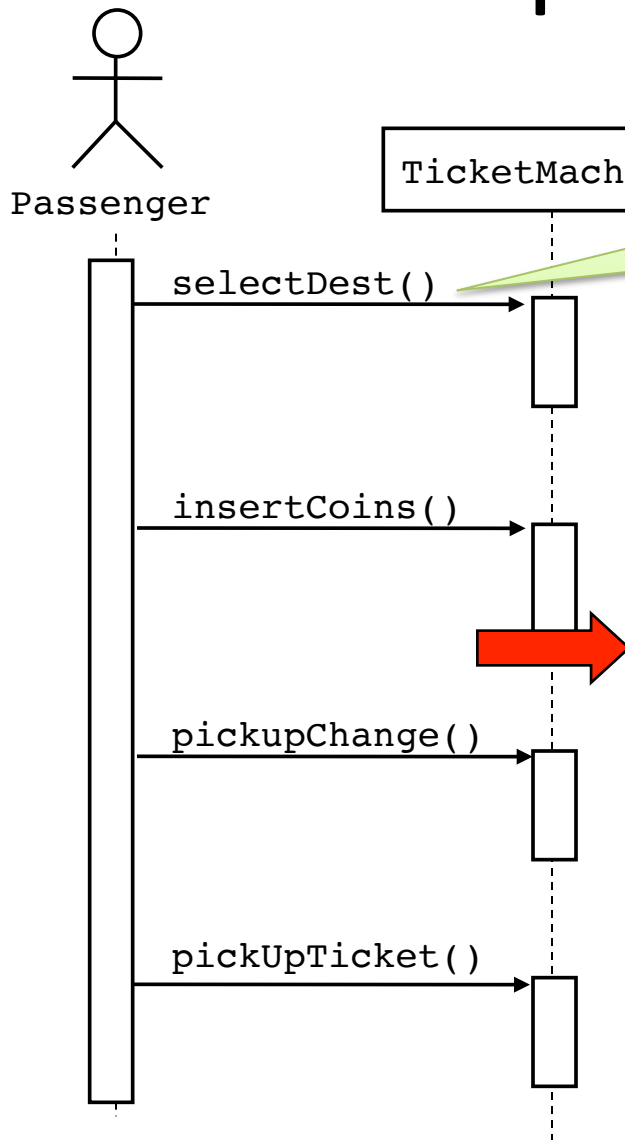 Passenger
TicketMach
selectDest()
insertCoins()
pickupChange()
pickUpTicket()